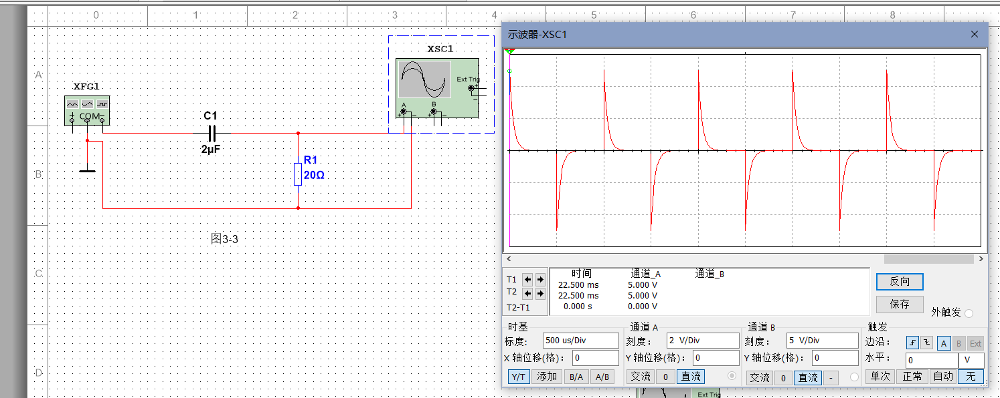 0 1 2 3 4 5 6 7 8
A
B
C
D
XFG1
+ COM −
C1
2µF
R1
20Ω
XSC1
Ext Trig
+
−
A B
+ − + −
图3-3
示波器-XSC1
T1
T2
T2-T1
时间 通道_A 通道_B
22.500 ms 5.000 V
22.500 ms 5.000 V
0.000 s 0.000 V
反向
保存
外触发
时基
标度: 500 us/Div
X 轴位移(格): 0
Y/T 添加 B/A A/B
通道 A
刻度: 2 V/Div
Y 轴位移(格): 0
交流 0 直流
通道 B
刻度: 5 V/Div
Y 轴位移(格): 0
交流 0 直流 -
触发
边沿: A B Ext
水平: 0 V
单次 正常 自动 无
Ext Trig